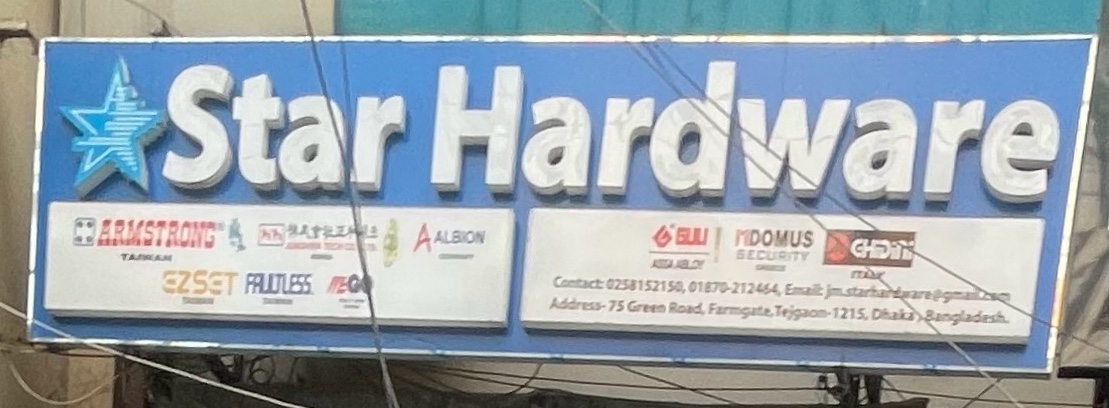 Star Hardware
ARMSTRONG
TAIWAN
ALBION
EZSET FAULTLESS
GULI
ASSA ABLOY
DOMUS
SECURITY
GHIDINI
ITALY
Contact: 0258152150, 01870-212464, Email: jm.starhardware@gmail.com
Address- 75 Green Road, Farmgate,Tejgaon-1215, Dhaka , Bangladesh.